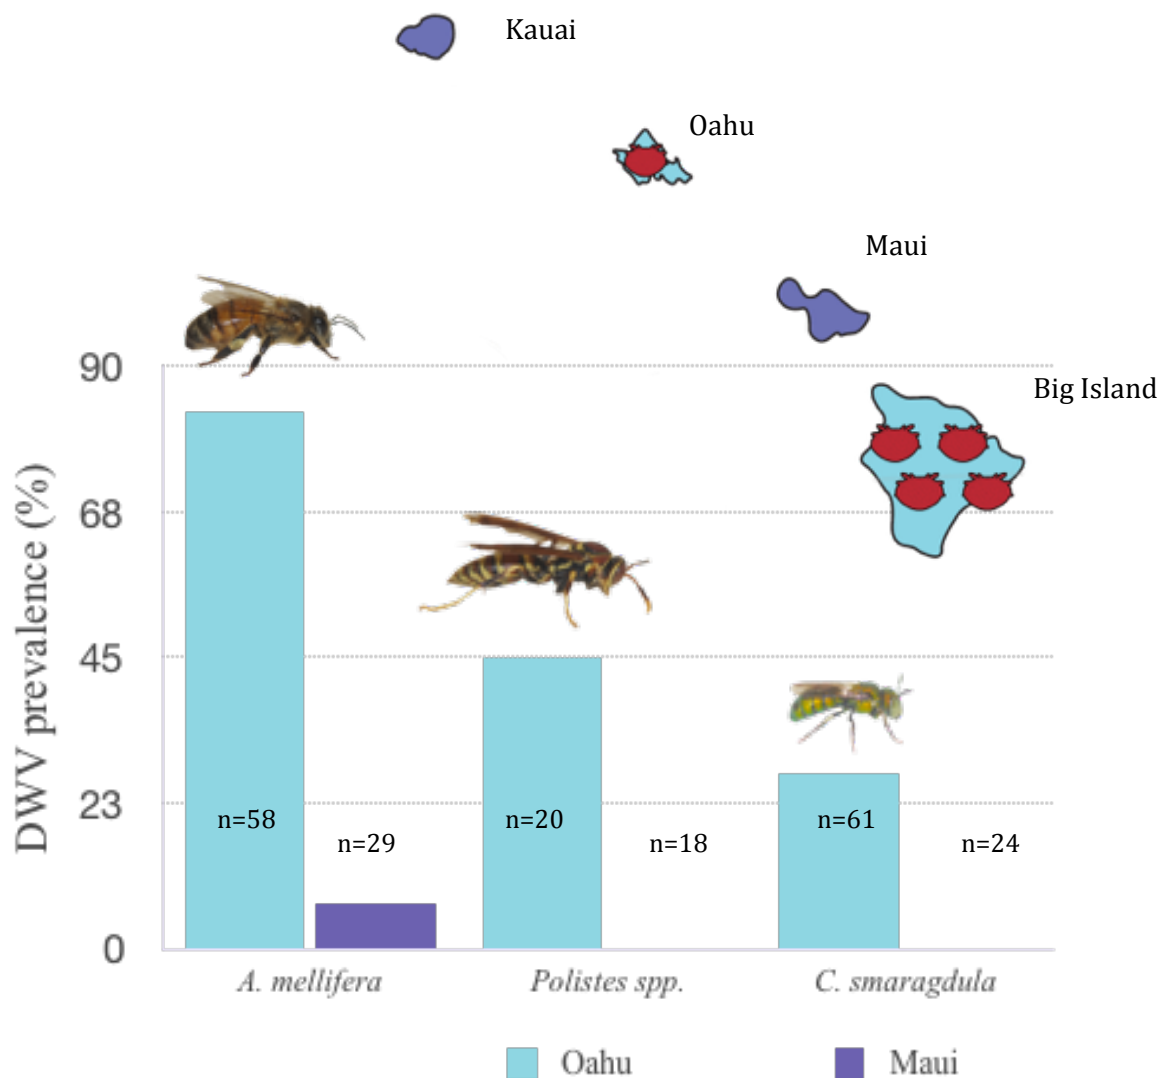 Kauai
Oahu
Maui
Big Island
DWV prevalence (%)
90
68
45
23
0
n=58
n=29
n=20
n=18
n=61
n=24
A. mellifera
Polistes spp.
C. smaragdula
Oahu
Maui